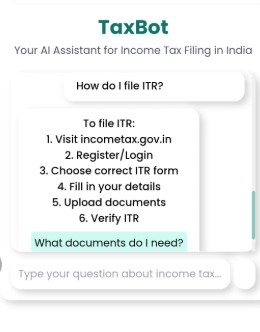 TaxBot
Your AI Assistant for Income Tax Filing in India
How do I file ITR?
To file ITR:
1. Visit incometax.gov.in
2. Register/Login
3. Choose correct ITR form
4. Fill in your details
5. Upload documents
6. Verify ITR
What documents do I need?
Type your question about income tax...